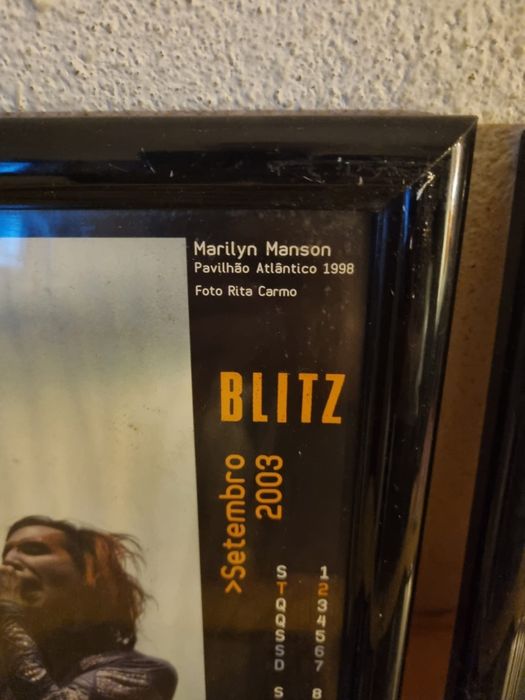 Marilyn Manson
Pavilhão Atlântico 1998
Foto Rita Carmo
BLITZ
>Setembro
2003
S 1
T 2
Q 3
Q 4
S 5
S 6
D 7
S 8